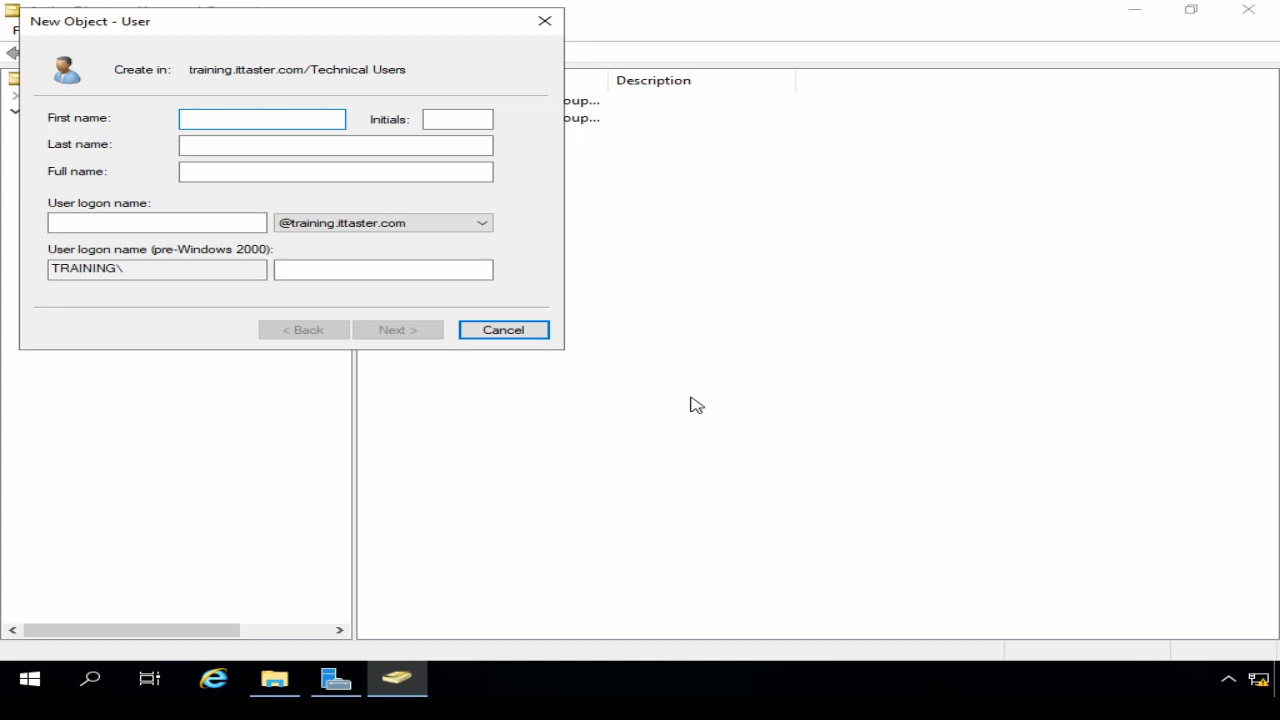 New Object - User
Create in: training.ittaster.com/Technical Users
First name: Initials:
Last name:
Full name:
User logon name:
@training.ittaster.com
User logon name (pre-Windows 2000):
TRAINING\
< Back Next > Cancel
Description
oup...
oup...